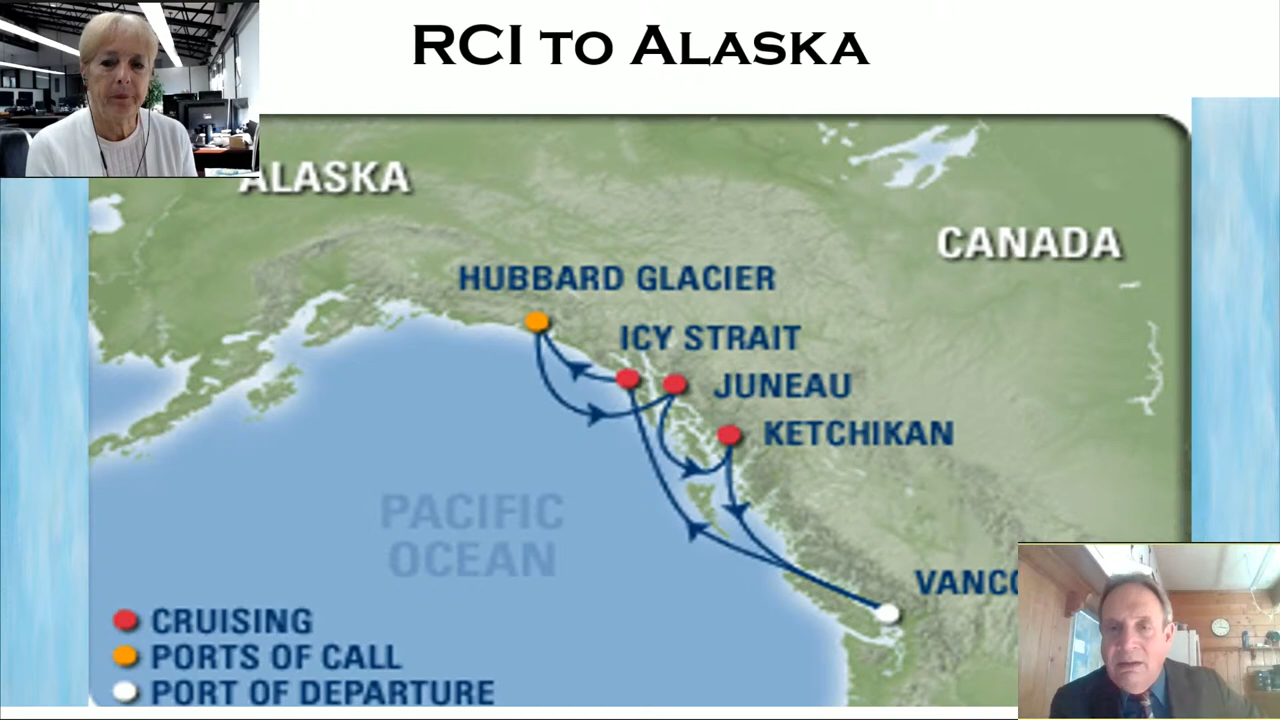 RCI TO ALASKA
ALASKA
CANADA
HUBBARD GLACIER
ICY STRAIT
JUNEAU
KETCHIKAN
PACIFIC
OCEAN
CRUISING
PORTS OF CALL
PORT OF DEPARTURE